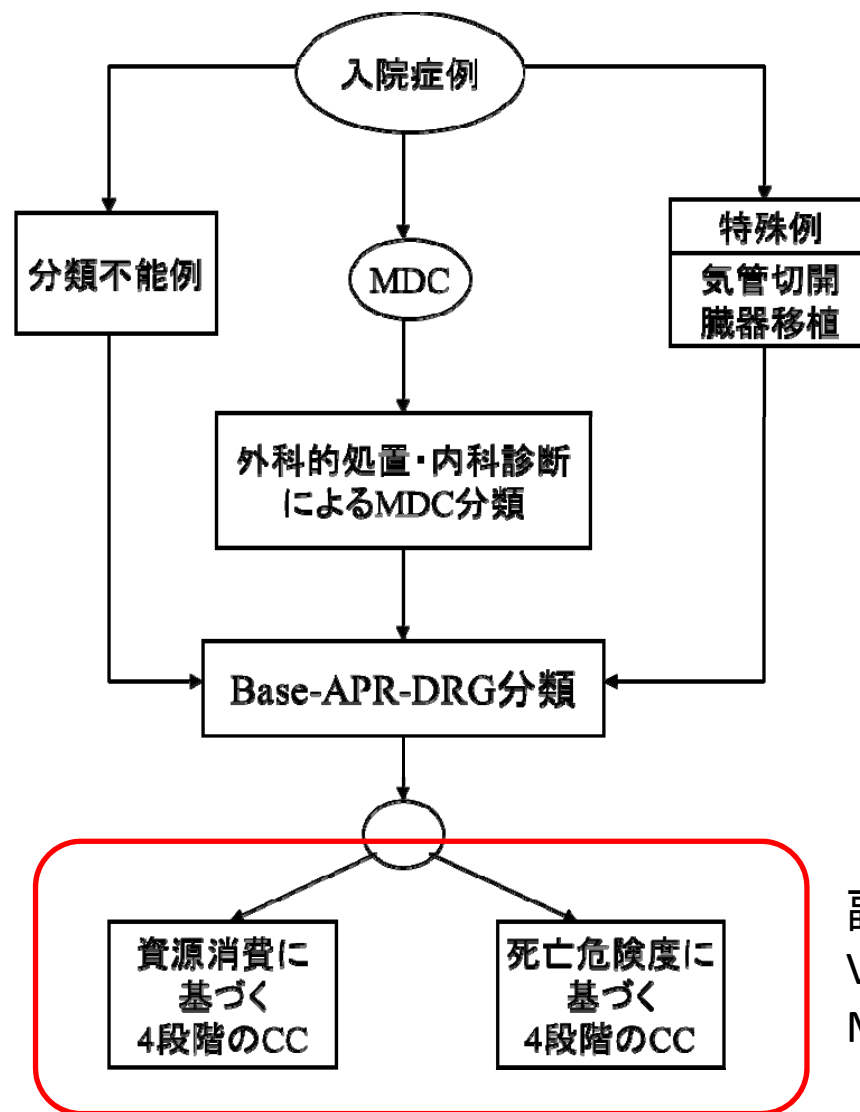 入院症例
分類不能例
MDC
特殊例
気管切開
臓器移植
外科的処置・内科診断
によるMDC分類
Base-APR-DRG分類
資源消費に
基づく
4段階のCC
死亡危険度に
基づく
4段階のCC